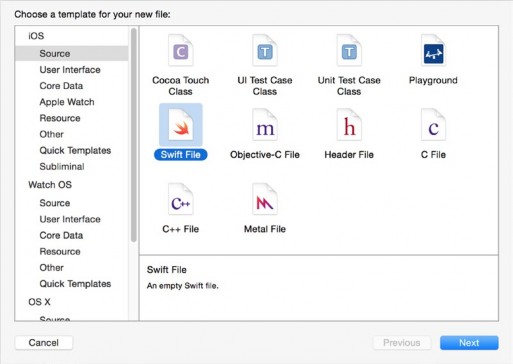 Choose a template for your new file:
iOS
Source
User Interface
Core Data
Apple Watch
Resource
Other
Quick Templates
Subliminal
Watch OS
Source
User Interface
Core Data
Resource
Other
Quick Templates
OS X
Source
C
Cocoa Touch
Class
T
UI Test Case
Class
T
Unit Test Case
Class
Playground
Swift File
m
Objective-C File
h
Header File
c
C File
C++
C++ File
Metal File
Swift File
An empty Swift file.
Cancel
Previous
Next